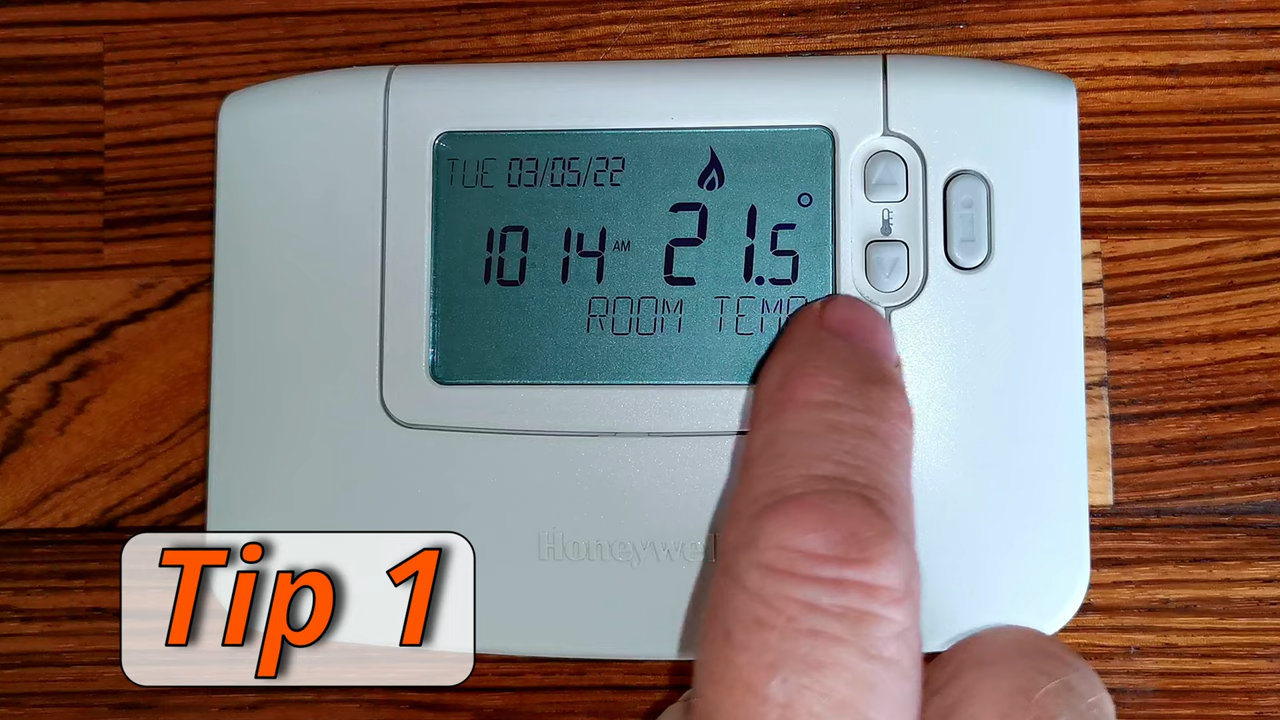 TUE 03/05/22
10 14 AM 21.5°
ROOM TEMP
i
Honeywell
Tip 1